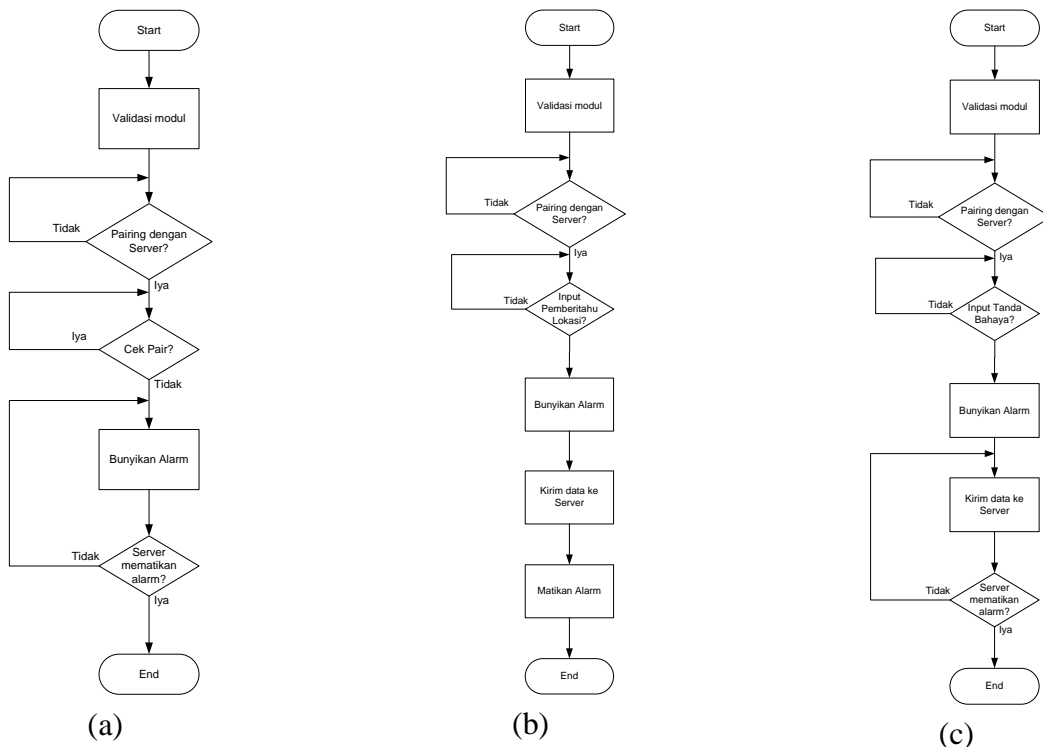 Start
Validasi modul
Tidak
Pairing dengan
Server?
Iya
Iya
Cek Pair?
Tidak
Bunyikan Alarm
Tidak
Server
mematikan
alarm?
Iya
End
(a)
Start
Validasi modul
Tidak
Pairing dengan
Server?
Iya
Tidak
Input
Pemberitahu
Lokasi?
Bunyikan Alarm
Kirim data ke
Server
Matikan Alarm
End
(b)
Start
Validasi modul
Tidak
Pairing dengan
Server?
Iya
Tidak
Input Tanda
Bahaya?
Bunyikan Alarm
Kirim data ke
Server
Tidak
Server
mematikan
alarm?
Iya
End
(c)